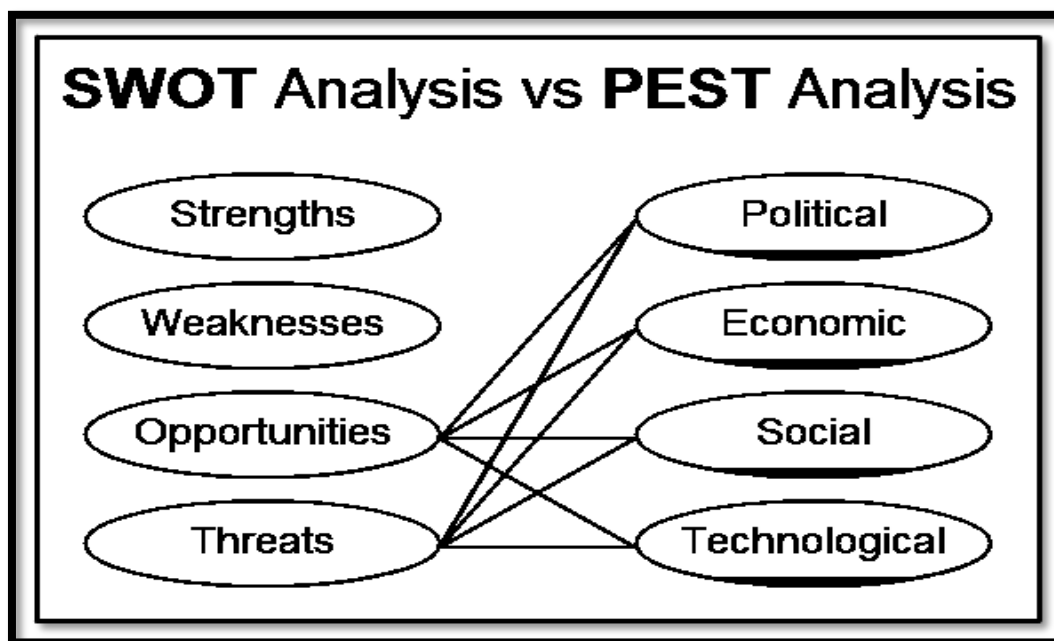 SWOT Analysis vs PEST Analysis
Strengths
Weaknesses
Opportunities
Threats
Political
Economic
Social
Technological